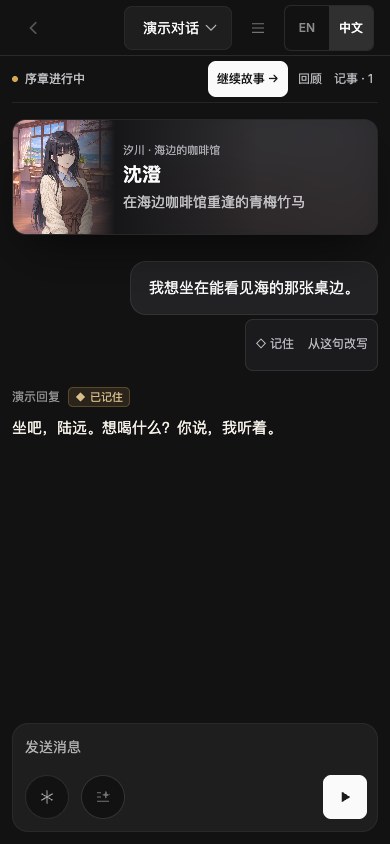 演示对话
EN
中文
序章进行中
继续故事 →
回顾
记事 · 1
汐川 · 海边的咖啡馆
沈澄
在海边咖啡馆重逢的青梅竹马
我想坐在能看见海的那张桌边。
◇ 记住
从这句改写
演示回复
◆ 已记住
坐吧，陆远。想喝什么？你说，我听着。
发送消息